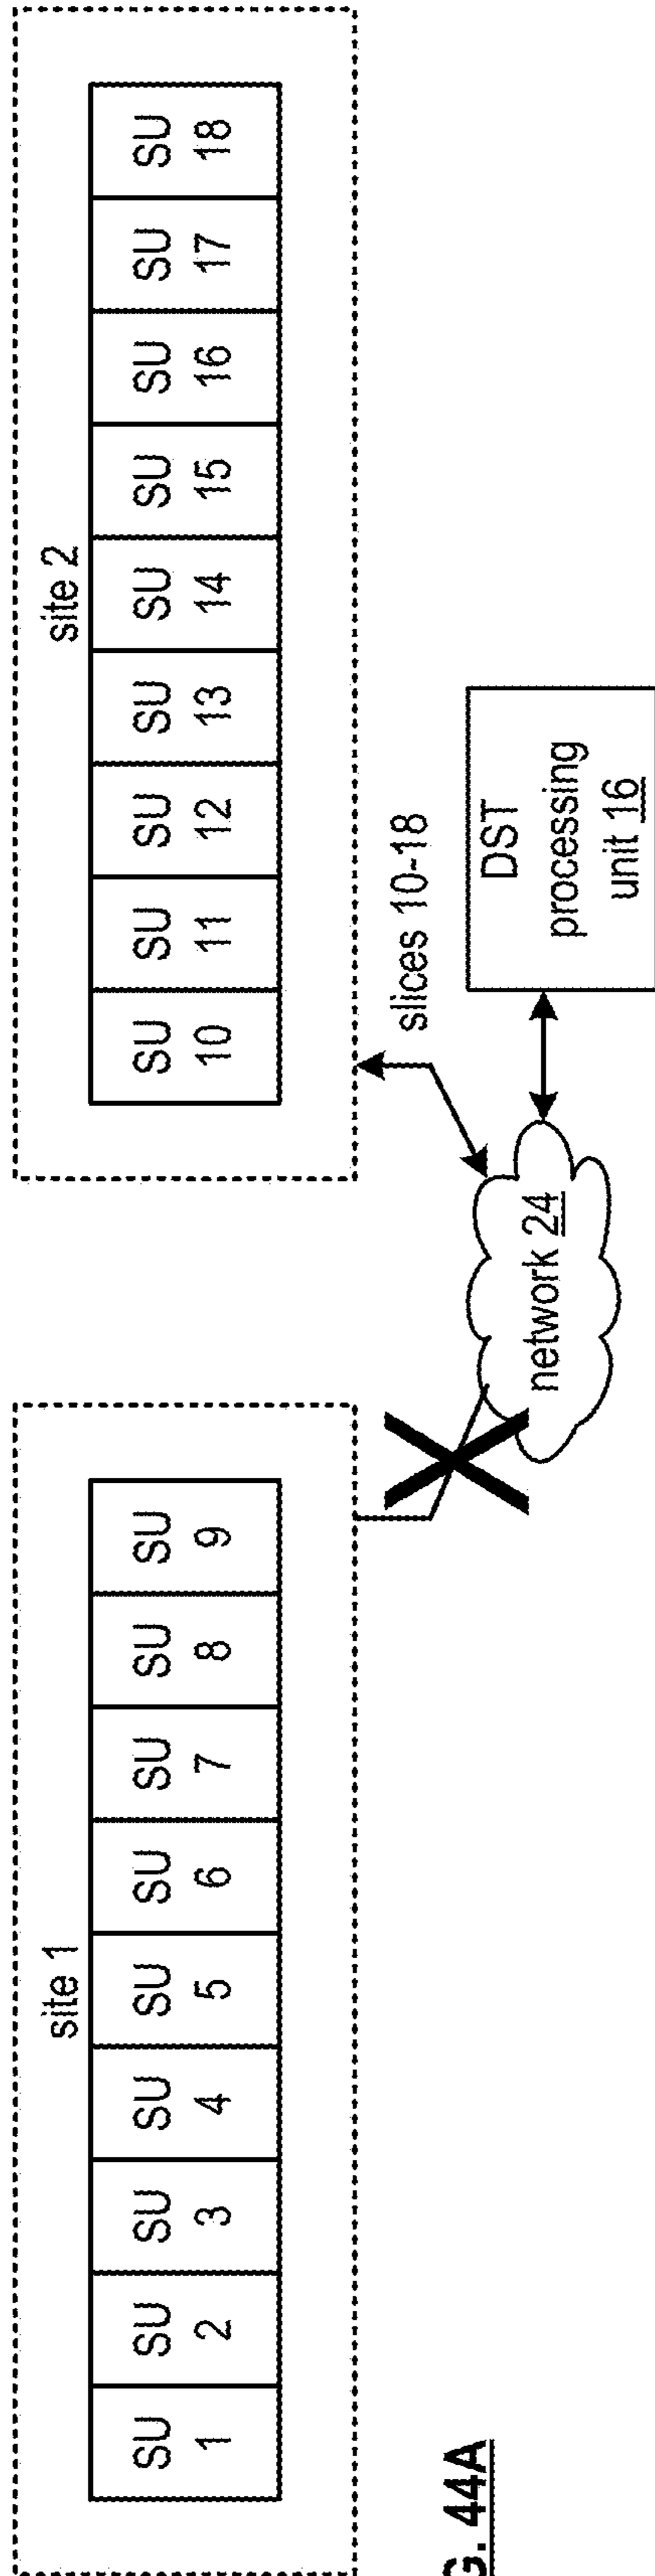 site 1
SU 1
SU 2
SU 3
SU 4
SU 5
SU 6
SU 7
SU 8
SU 9
site 2
SU 10
SU 11
SU 12
SU 13
SU 14
SU 15
SU 16
SU 17
SU 18
slices 10-18
network 24
DST
processing
unit 16
G. 44A